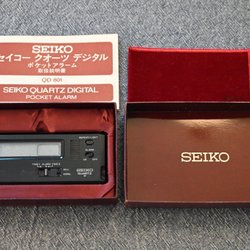 SEIKO
セイコー クオーツ デジタル
ポケットアラーム
取扱説明書
QD 801
SEIKO QUARTZ DIGITAL
POCKET ALARM
SEIKO
SEIKO
QUARTZ